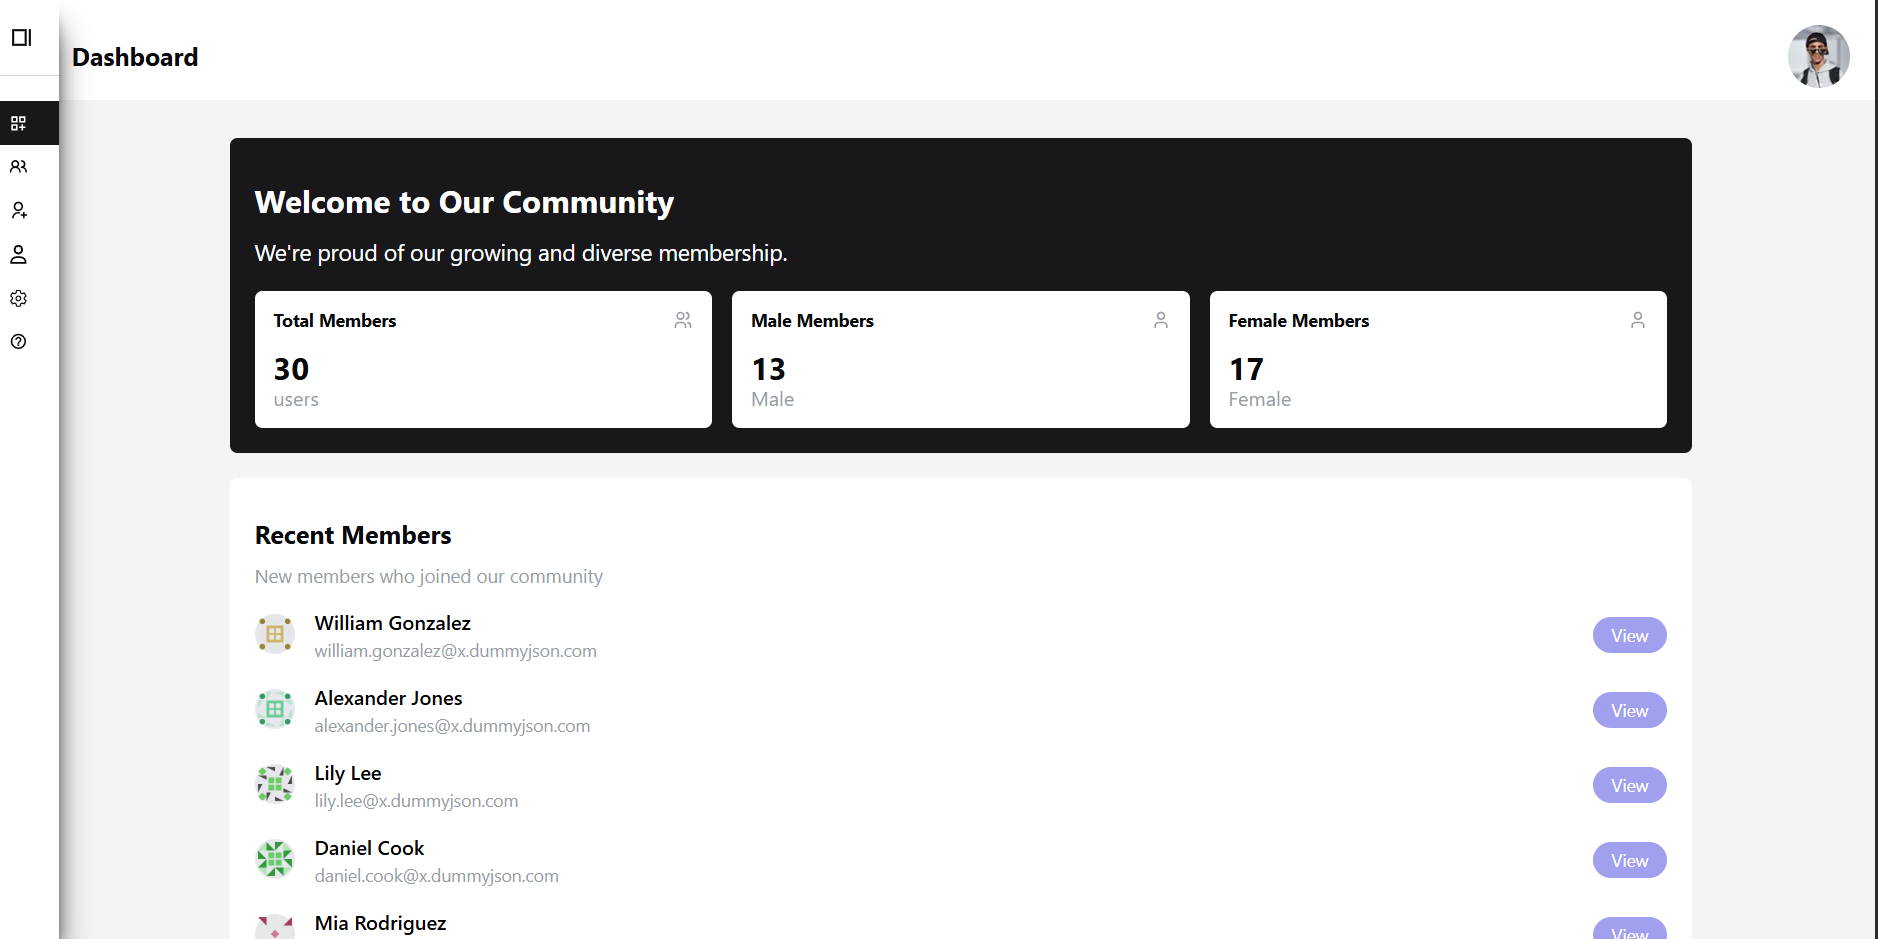 Dashboard
Welcome to Our Community
We're proud of our growing and diverse membership.
Total Members
30
users
Male Members
13
Male
Female Members
17
Female
Recent Members
New members who joined our community
William Gonzalez
william.gonzalez@x.dummyjson.com
View
Alexander Jones
alexander.jones@x.dummyjson.com
View
Lily Lee
lily.lee@x.dummyjson.com
View
Daniel Cook
daniel.cook@x.dummyjson.com
View
Mia Rodriguez
View